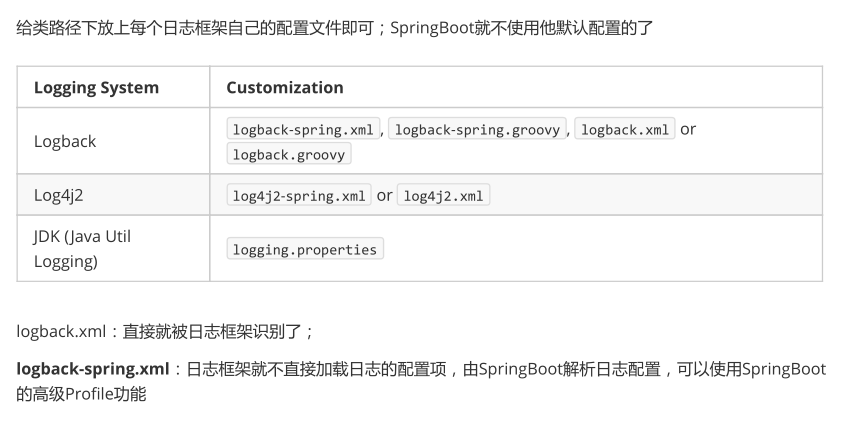 给类路径下放上每个日志框架自己的配置文件即可；SpringBoot就不使用他默认配置的了
Logging System Customization
Logback
logback-spring.xml, logback-spring.groovy, logback.xml or
logback.groovy
Log4j2 log4j2-spring.xml or log4j2.xml
JDK (Java Util
Logging)
logging.properties
logback.xml：直接就被日志框架识别了；
logback-spring.xml：日志框架就不直接加载日志的配置项，由SpringBoot解析日志配置，可以使用SpringBoot
的高级Profile功能